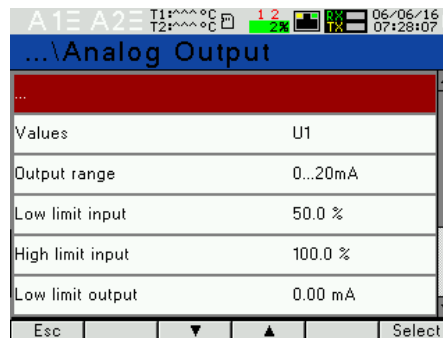 A1 A2 T1:^^^°C 1 2 RX 06/06/16
T2:^^^°C 2% TX 07:28:07
...\Analog Output
...
Values U1
Output range 0...20mA
Low limit input 50.0 %
High limit input 100.0 %
Low limit output 0.00 mA
Esc ▼ ▲ Select